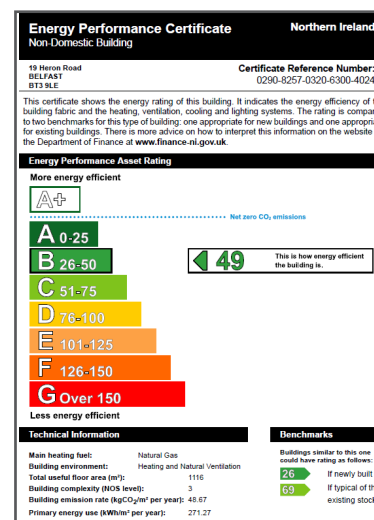 Energy Performance Certificate
Northern Ireland
Non-Domestic Building
19 Heron Road
BELFAST
BT3 9LE
Certificate Reference Number:
0290-8257-0320-6300-4024
This certificate shows the energy rating of this building. It indicates the energy efficiency of
building fabric and the heating, ventilation, cooling and lighting systems. The rating is
to two benchmarks for this type of building: one appropriate for new buildings and one
for existing buildings. There is more advice on how to interpret this information on the website
the Department of Finance at www.finance-ni.gov.uk.
Energy Performance Asset Rating
More energy efficient
A+
Net zero CO₂ emissions
A 0-25
B 26-50
49
This is how energy efficient
the building is.
C 51-75
D 76-100
E 101-125
F 126-150
G Over 150
Less energy efficient
Technical Information
Main heating fuel: Natural Gas
Building environment: Heating and Natural Ventilation
Total useful floor area (m²): 1116
Building complexity (NOS level): 3
Building emission rate (kgCO₂/m² per year): 48.67
Primary energy use (kWh/m² per year): 271.27
Benchmarks
Buildings similar to this one
could have rating as follows:
26 If newly built
69 If typical of
existing stock